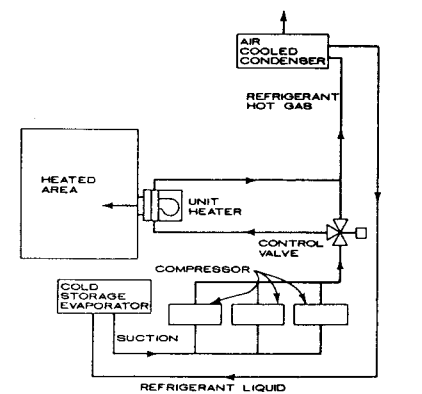 AIR
COOLED
CONDENSER
REFRIGERANT
HOT GAS
HEATED
AREA
UNIT
HEATER
CONTROL
VALVE
COMPRESSOR
COLD
STORAGE
EVAPORATOR
SUCTION
REFRIGERANT LIQUID